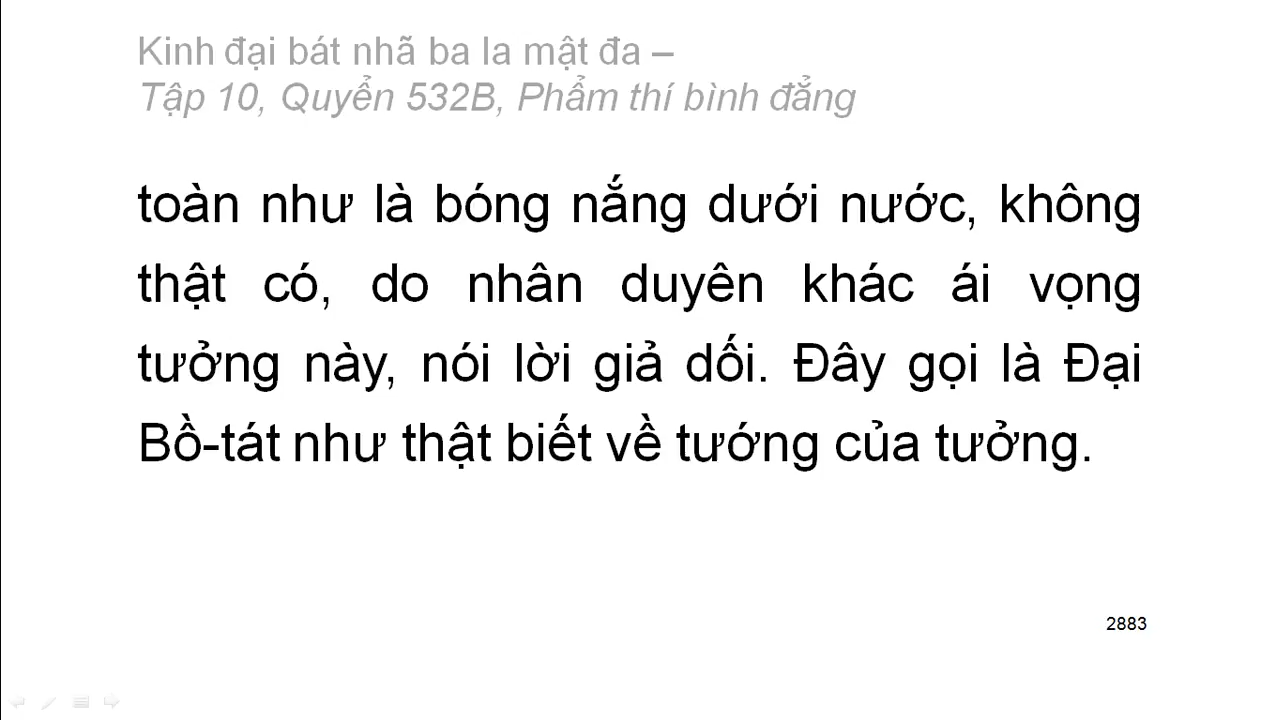 Kinh đại bát nhã ba la mật đa –
Tập 10, Quyển 532B, Phẩm thí bình đẳng
toàn như là bóng nắng dưới nước, không
thật có, do nhân duyên khác ái vọng
tưởng này, nói lời giả dối. Đây gọi là Đại
Bồ-tát như thật biết về tướng của tưởng.
2883